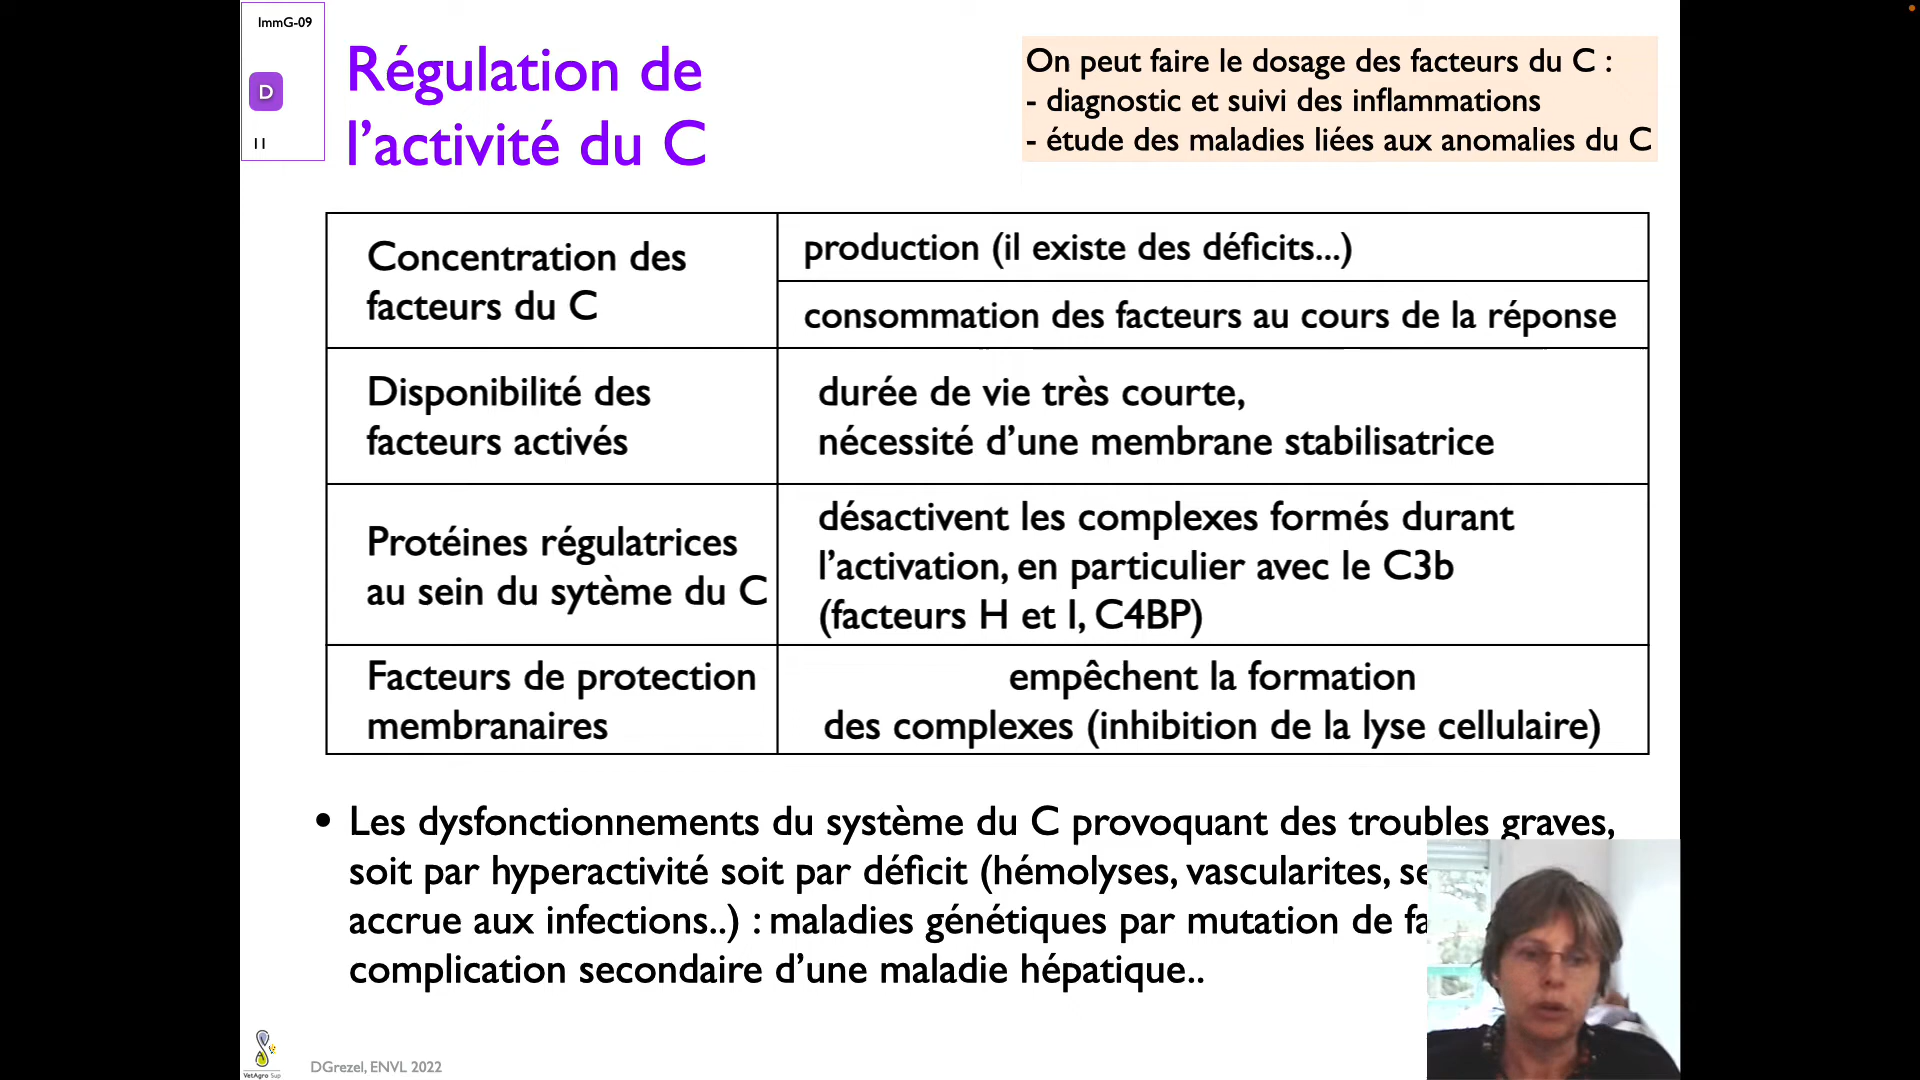 ImmG-09
D
11
Régulation de
l’activité du C
On peut faire le dosage des facteurs du C :
- diagnostic et suivi des inflammations
- étude des maladies liées aux anomalies du C
Concentration des
facteurs du C
production (il existe des déficits...)
consommation des facteurs au cours de la réponse
Disponibilité des
facteurs activés
durée de vie très courte,
nécessité d’une membrane stabilisatrice
Protéines régulatrices
au sein du sytème du C
désactivent les complexes formés durant
l’activation, en particulier avec le C3b
(facteurs H et I, C4BP)
Facteurs de protection
membranaires
empêchent la formation
des complexes (inhibition de la lyse cellulaire)
• Les dysfonctionnements du système du C provoquant des troubles graves,
soit par hyperactivité soit par déficit (hémolyses, vascularites,
accrue aux infections..) : maladies génétiques par mutation de
complication secondaire d’une maladie hépatique..
VetAgro Sup
DGrezel, ENVL 2022